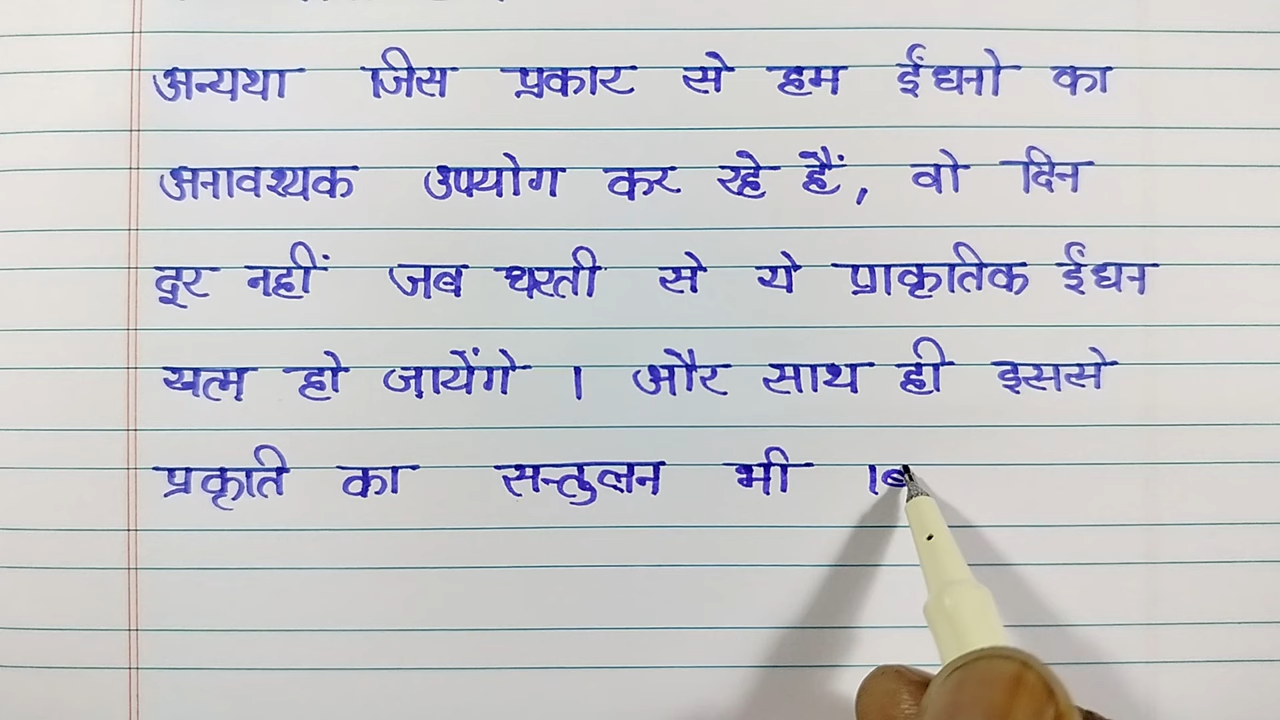 अन्यथा जिस प्रकार से हम ईंधनो का
अनावश्यक उपयोग कर रहे हैं, वो दिन
दूर नहीं जब धरती से ये प्राकृतिक ईंधन
खत्म हो जायेंगे । और साथ ही इससे
प्रकृति का सन्तुलन भी